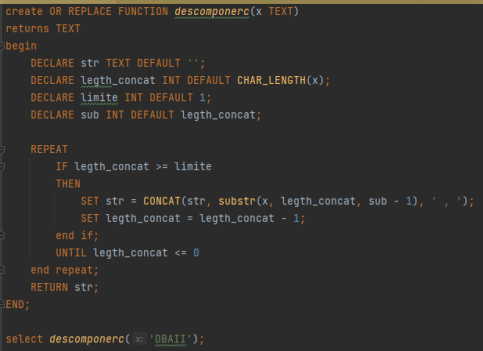 create OR REPLACE FUNCTION descomponerc(x TEXT)
returns TEXT
begin
    DECLARE str TEXT DEFAULT '';
    DECLARE legth_concat INT DEFAULT CHAR_LENGTH(x);
    DECLARE limite INT DEFAULT 1;
    DECLARE sub INT DEFAULT legth_concat;

    REPEAT
        IF legth_concat >= limite
        THEN
            SET str = CONCAT(str, substr(x, legth_concat, sub - 1), ' , ');
            SET legth_concat = legth_concat - 1;
        end if;
        UNTIL legth_concat <= 0
    end repeat;
    RETURN str;
END;

select descomponerc( x: 'DBAII');